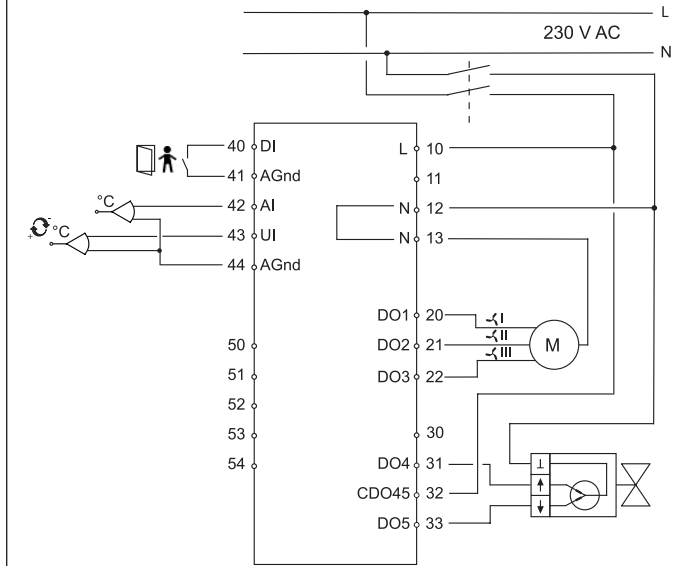 L
230 V AC
N
40 DI
L 10
41 AGnd
11
°C
42 AI
N 12
°C
43 UI
N 13
- +
44 AGnd
DO1 20 I
50
DO2 21 II M
51
DO3 22 III
52
53
30
54
DO4 31 ⊥
CDO45 32 ↑
DO5 33 ↓